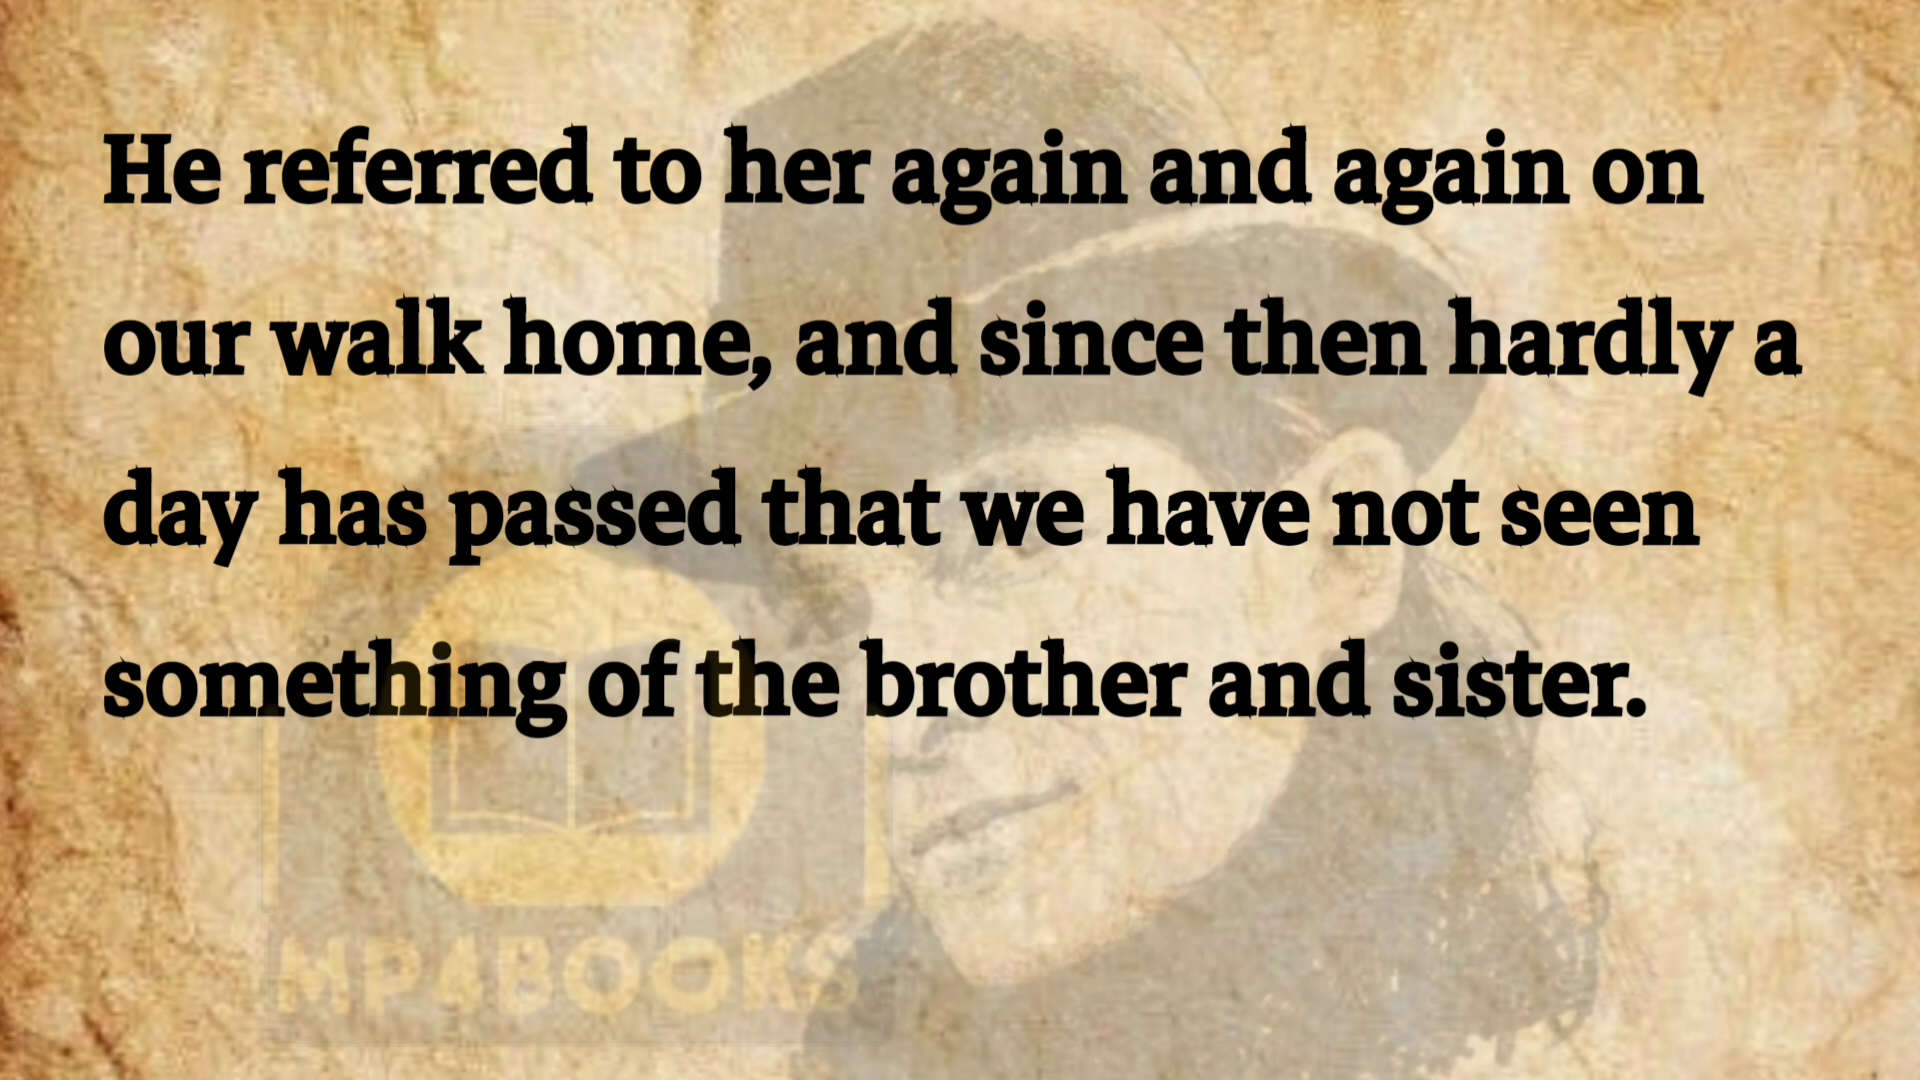 He referred to her again and again on
our walk home, and since then hardly a
day has passed that we have not seen
something of the brother and sister.
MP4BOOKS